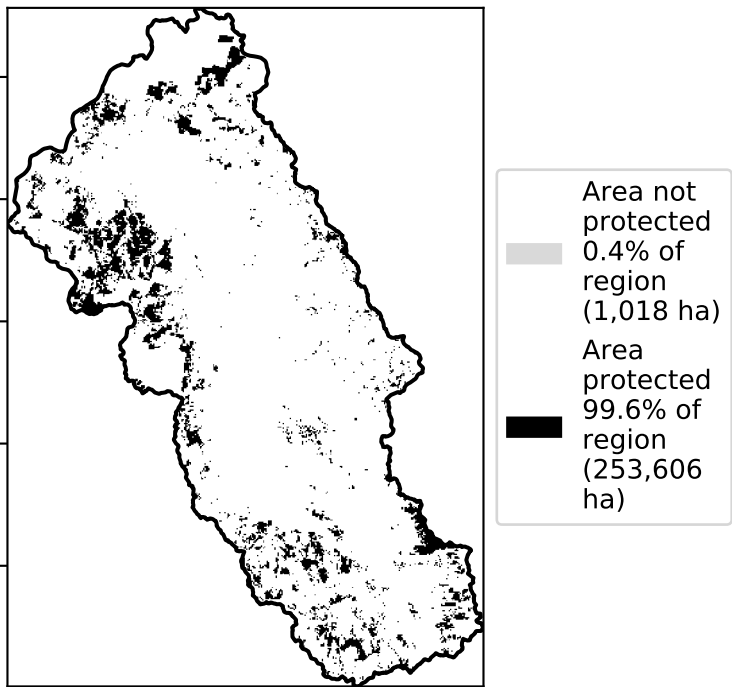 Area not
protected
0.4% of
region
(1,018 ha)
Area
protected
99.6% of
region
(253,606
ha)